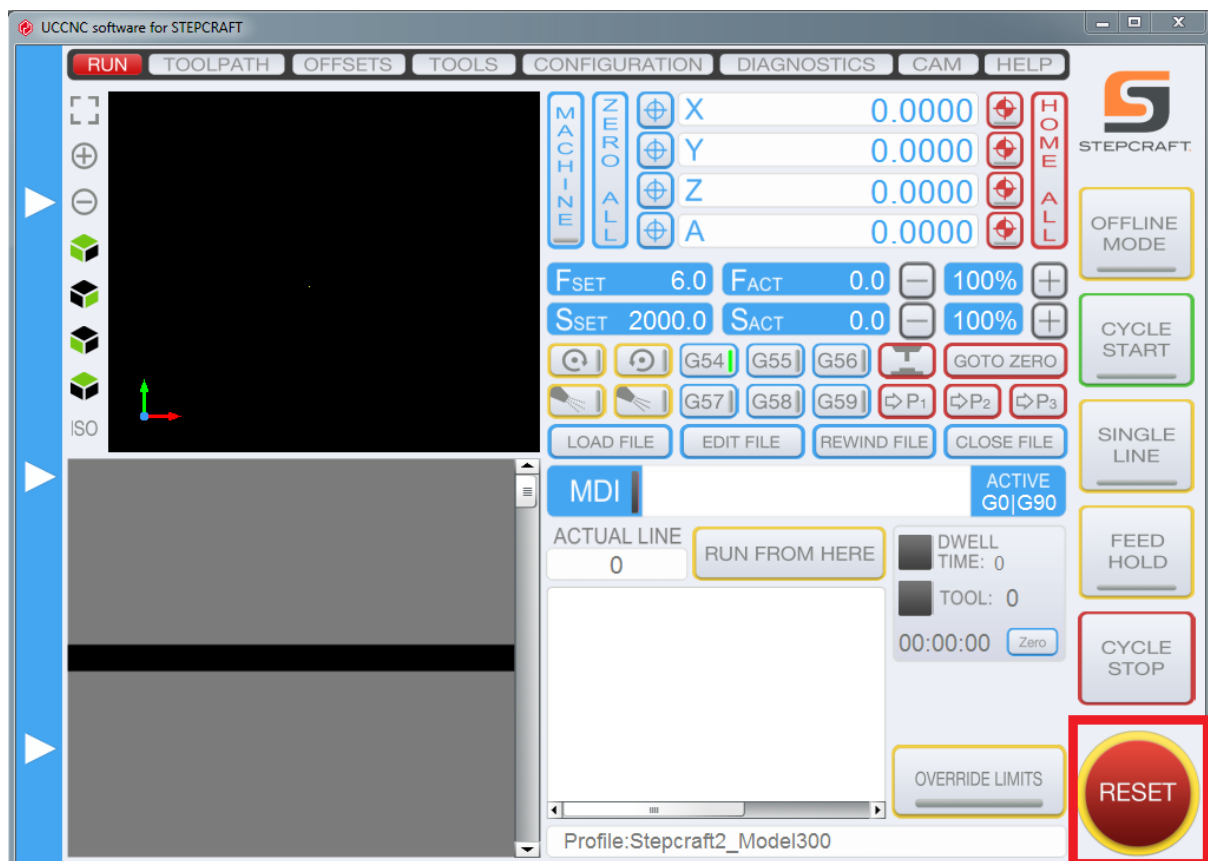 UCCNC software for STEPCRAFT
RUN TOOLPATH OFFSETS TOOLS CONFIGURATION DIAGNOSTICS CAM HELP
MACHINE
ZERO ALL
X 0.0000
Y 0.0000
Z 0.0000
A 0.0000
HOME ALL
STEPCRAFT
ISO
FSET 6.0 FACT 0.0 100%
SSET 2000.0 SACT 0.0 100%
G54 G55 G56 GOTO ZERO
G57 G58 G59 P1 P2 P3
LOAD FILE EDIT FILE REWIND FILE CLOSE FILE
MDI
ACTIVE
G0|G90
ACTUAL LINE
0
RUN FROM HERE
DWELL
TIME: 0
TOOL: 0
00:00:00 Zero
OVERRIDE LIMITS
Profile:Stepcraft2_Model300
OFFLINE
MODE
CYCLE
START
SINGLE
LINE
FEED
HOLD
CYCLE
STOP
RESET